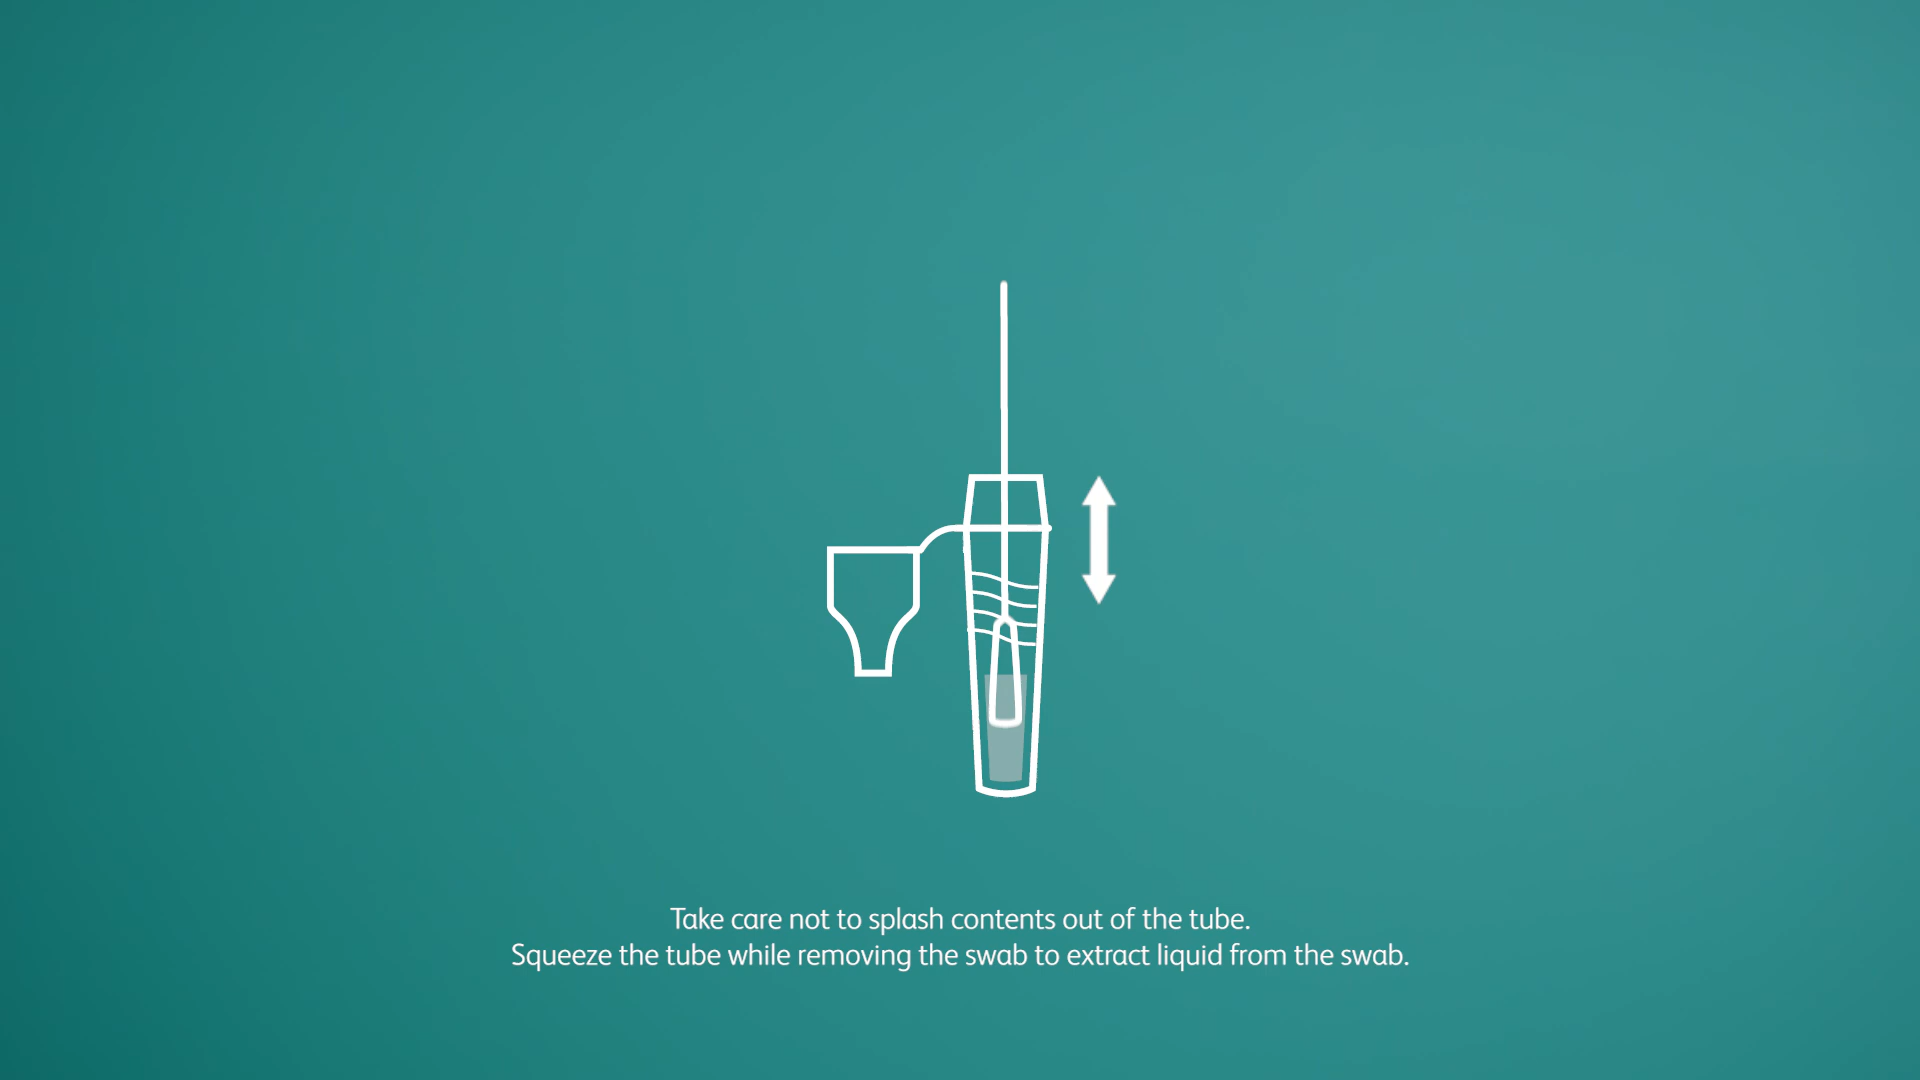 Take care not to splash contents out of the tube.
Squeeze the tube while removing the swab to extract liquid from the swab.